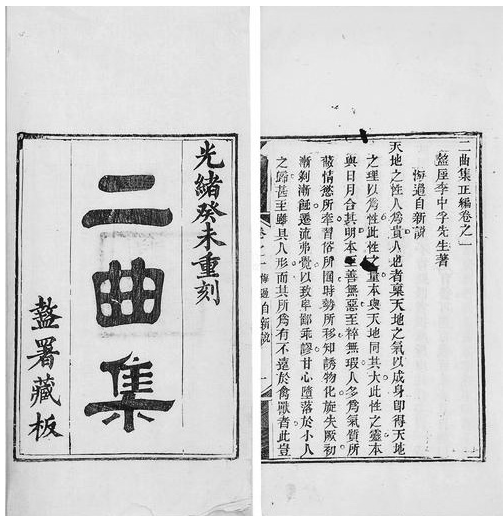 光緒癸未重刻
二曲集
盩署藏板
二曲集正編卷之一
盩厔李中孚先生著
悔過自新說
天地之性人為貴人也者稟天地之氣以成身即得天地
之理以為性此性之量本與天地同其大此性之靈本
與日月合其明本至善無惡至粹無瑕人多為氣質所
蔽情慾所牽習俗所囿時勢所移知誘物化旋失厥初
漸剝漸蝕遷流弗覺以致卑鄙乖謬甘心墮落於小人
之歸甚至雖具人形而其所為有不遠於禽獸者此豈
卷之一 悔過自新說 一